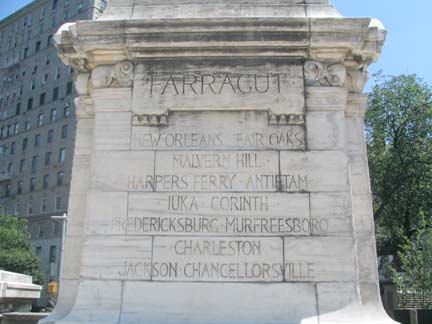 FARRAGUT
NEW ORLEANS FAIR OAKS
MALVERN HILL
HARPERS FERRY ANTIETAM
IUKA CORINTH
FREDERICKSBURG MURFREESBORO
CHARLESTON
JACKSON CHANCELLORSVILLE